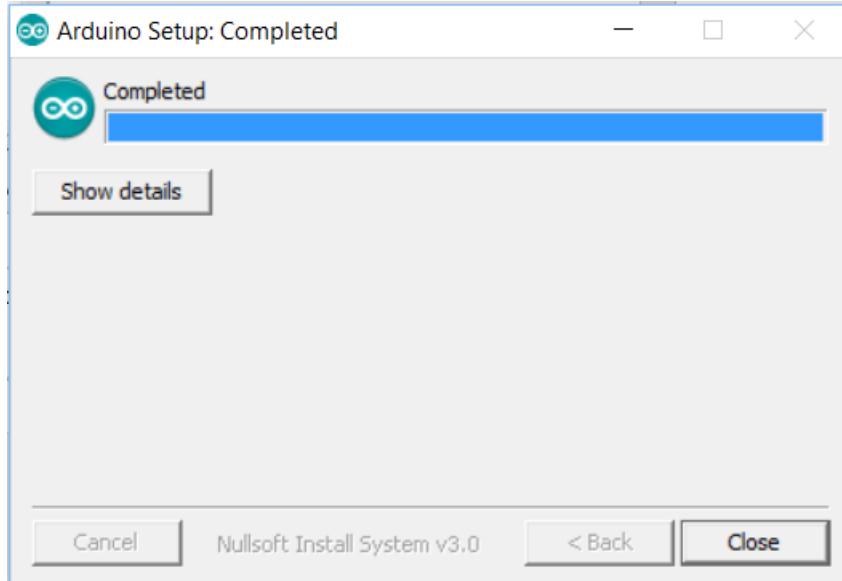 Arduino Setup: Completed
Completed
Show details
Cancel
Nullsoft Install System v3.0
< Back
Close